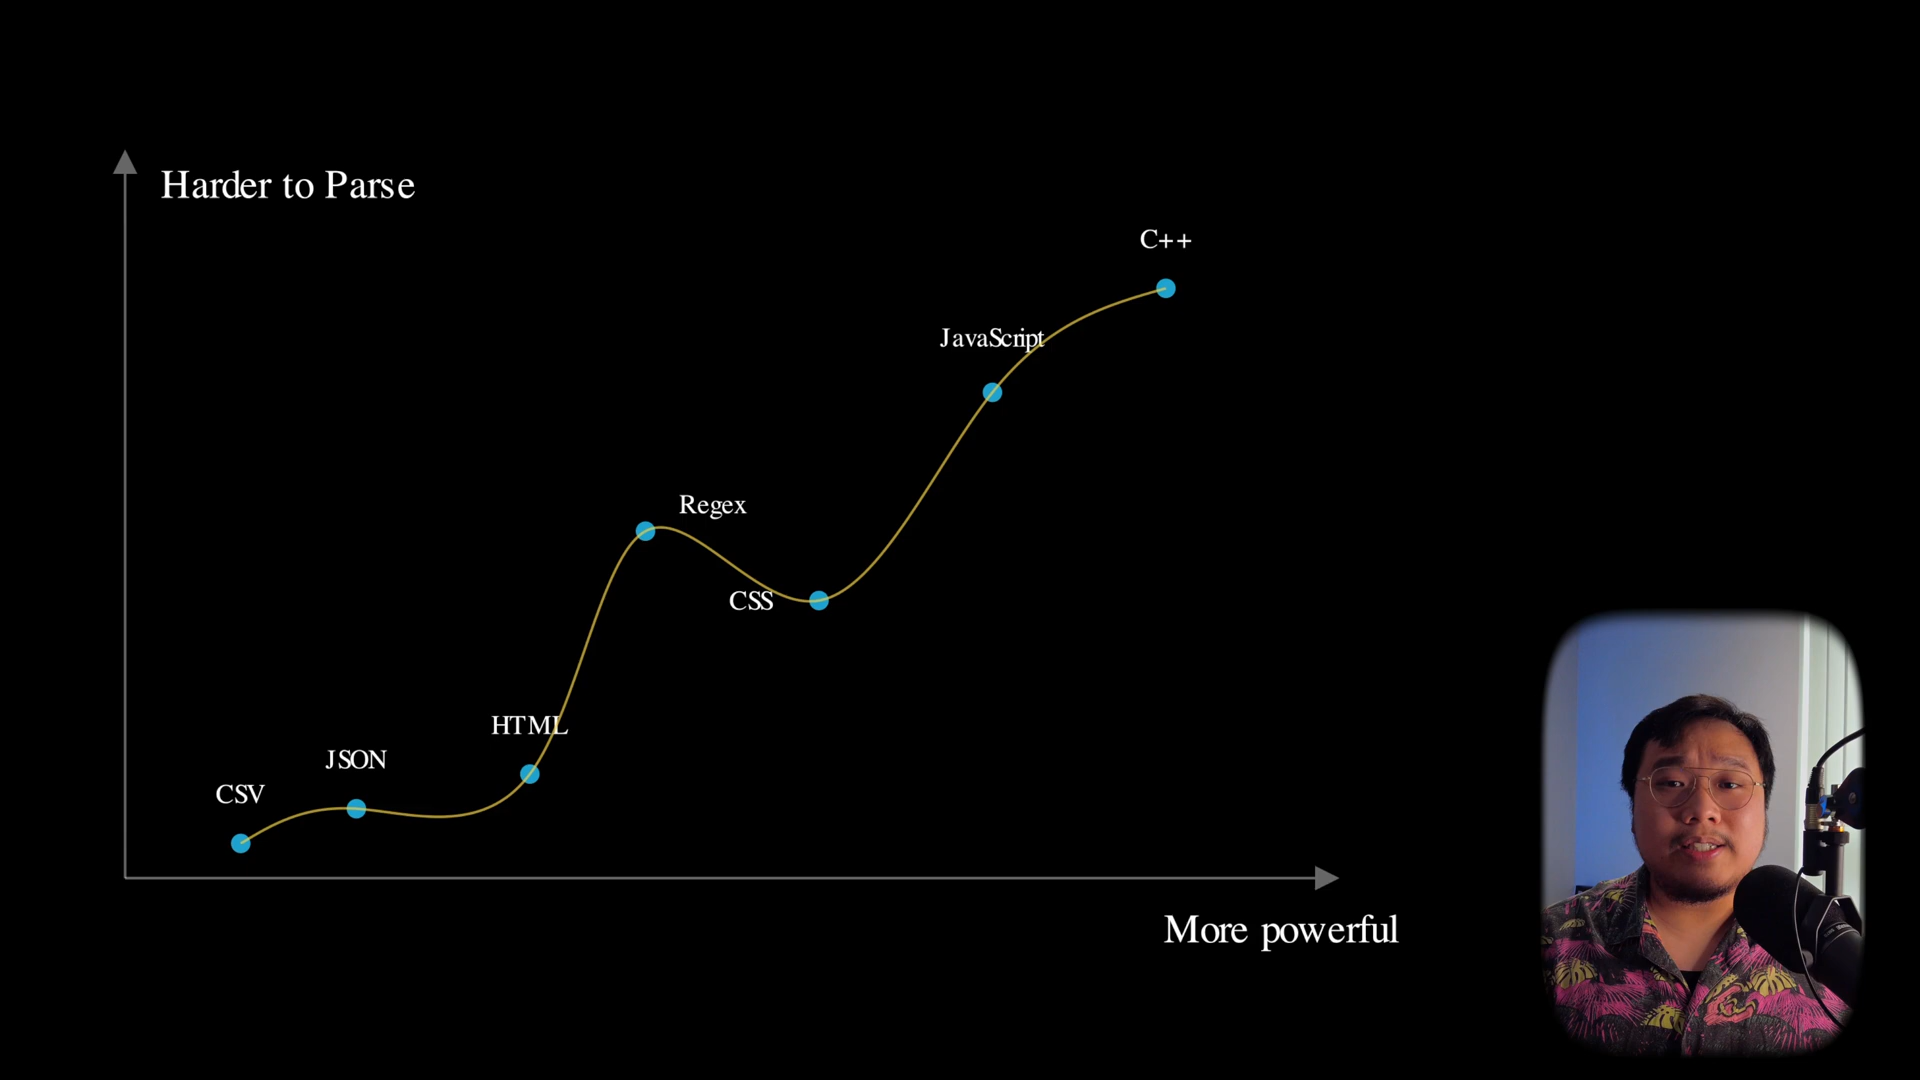 Harder to Parse
C++
JavaScript
Regex
CSS
HTML
JSON
CSV
More powerful